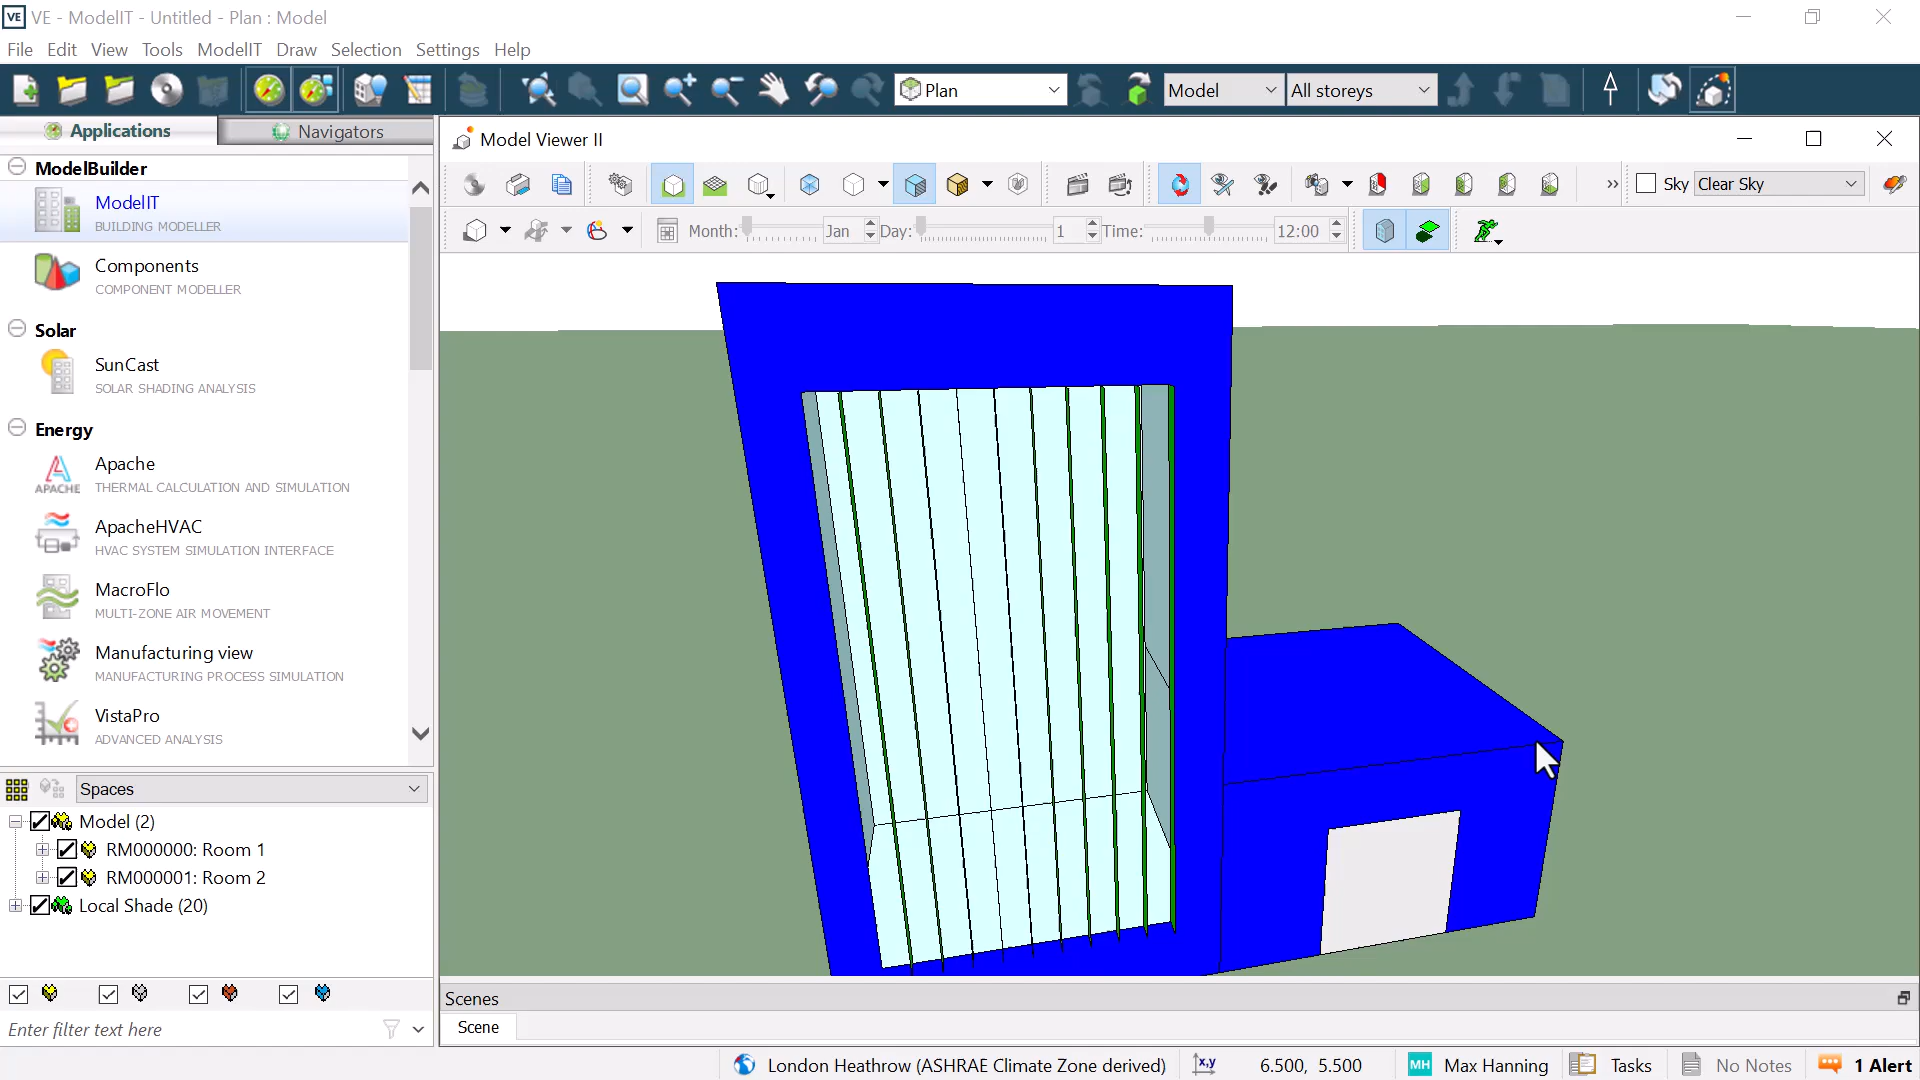 VE VE - ModelIT - Untitled - Plan : Model
File Edit View Tools ModelIT Draw Selection Settings Help
Plan Model All storeys
Applications Navigators
Model Viewer II
ModelBuilder
ModelIT
BUILDING MODELLER
Components
COMPONENT MODELLER
Solar
SunCast
SOLAR SHADING ANALYSIS
Energy
Apache
APACHE THERMAL CALCULATION AND SIMULATION
ApacheHVAC
HVAC SYSTEM SIMULATION INTERFACE
MacroFlo
MULTI-ZONE AIR MOVEMENT
Manufacturing view
MANUFACTURING PROCESS SIMULATION
VistaPro
ADVANCED ANALYSIS
Sky Clear Sky
Month: Jan Day: 1 Time: 12:00
Spaces
Model (2)
RM000000: Room 1
RM000001: Room 2
Local Shade (20)
Enter filter text here
Scenes
Scene
London Heathrow (ASHRAE Climate Zone derived) x,y 6.500, 5.500 MH Max Hanning Tasks No Notes 1 Alert